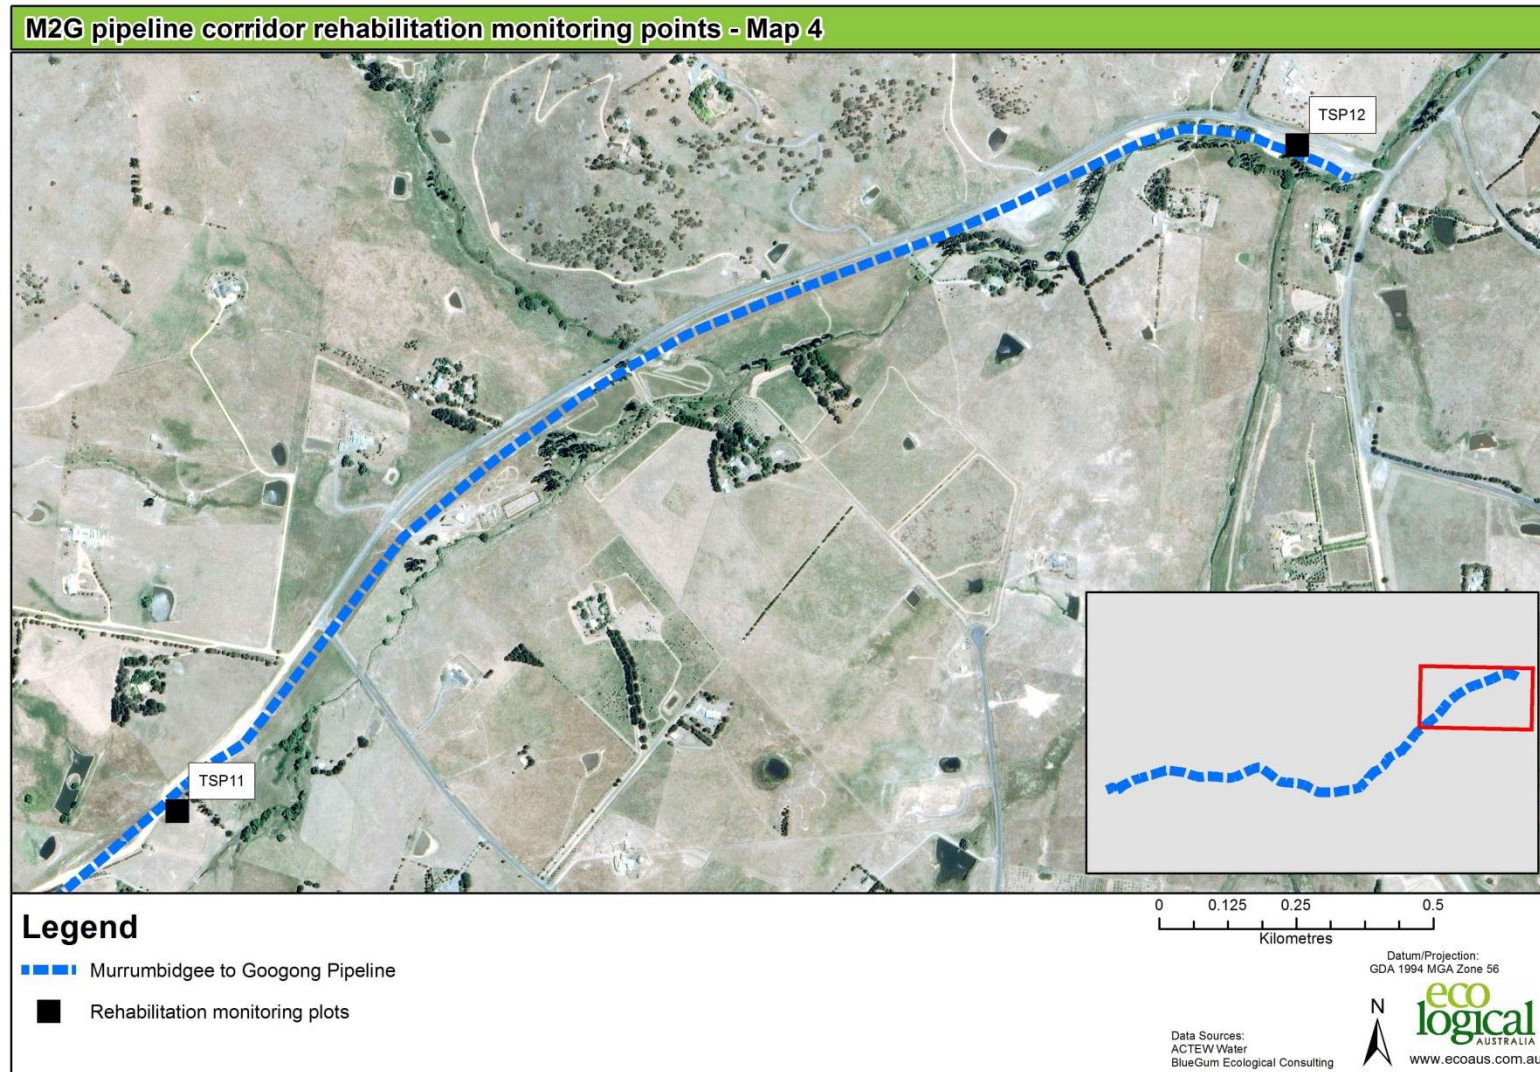 M2G pipeline corridor rehabilitation monitoring points - Map 4
TSP12
TSP11
Legend
Murrumbidgee to Googong Pipeline
Rehabilitation monitoring plots
0 0.125 0.25 0.5
Kilometres
Datum/Projection:
GDA 1994 MGA Zone 56
N
eco
logical
AUSTRALIA
www.ecoaus.com.au
Data Sources:
ACTEW Water
BlueGum Ecological Consulting